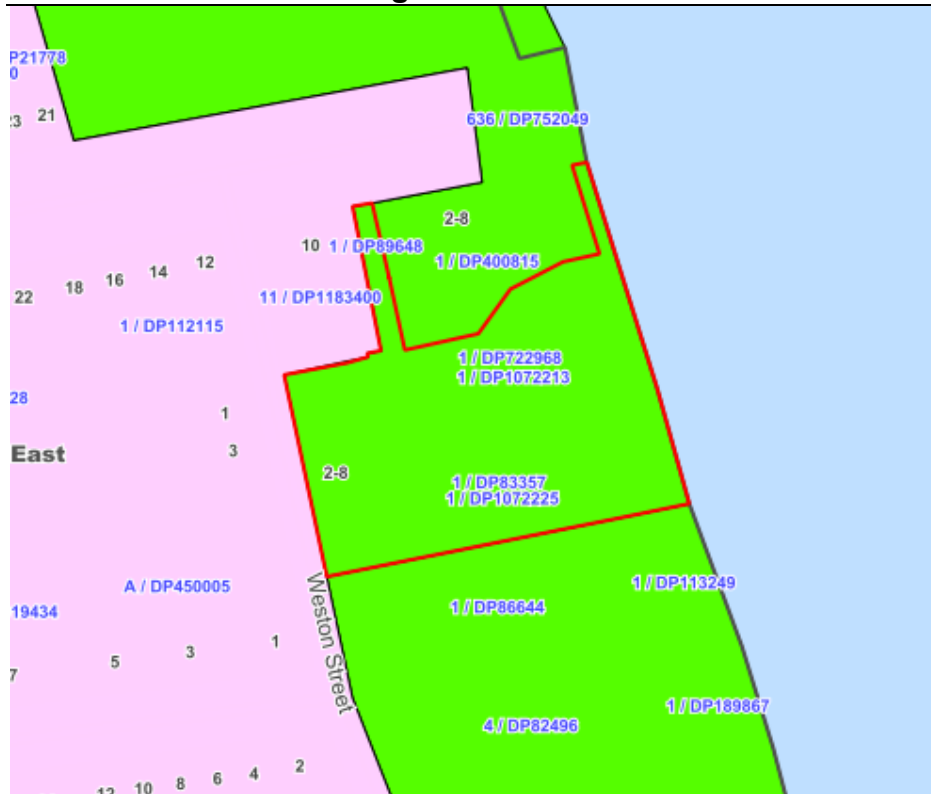 P21778
0
23 21
636 / DP752049
2-8
10 1 / DP89648
1 / DP400815
12
14
16
18
22
11 / DP1183400
1 / DP112115
1 / DP722968
1 / DP1072213
28
1
East
3
2-8
1 / DP83357
1 / DP1072225
A / DP450005
1 / DP113249
19434
1 / DP86644
Weston Street
1
3
5
7
1 / DP189867
4 / DP82496
2
4
6
8
10
12